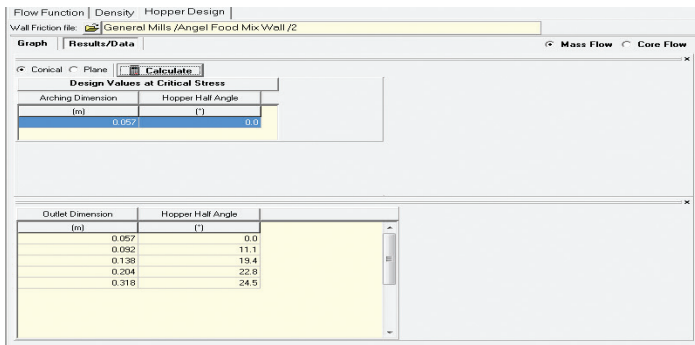 Flow Function Density Hopper Design
Wall Friction file: General Mills /Angel Food Mix Wall /2
Graph Results/Data Mass Flow Core Flow
Conical Plane Calculate
Design Values at Critical Stress
Arching Dimension Hopper Half Angle
(m) (°)
0.057 0.0
Outlet Dimension Hopper Half Angle
(m) (°)
0.057 0.0
0.092 11.1
0.138 19.4
0.204 22.8
0.318 24.5